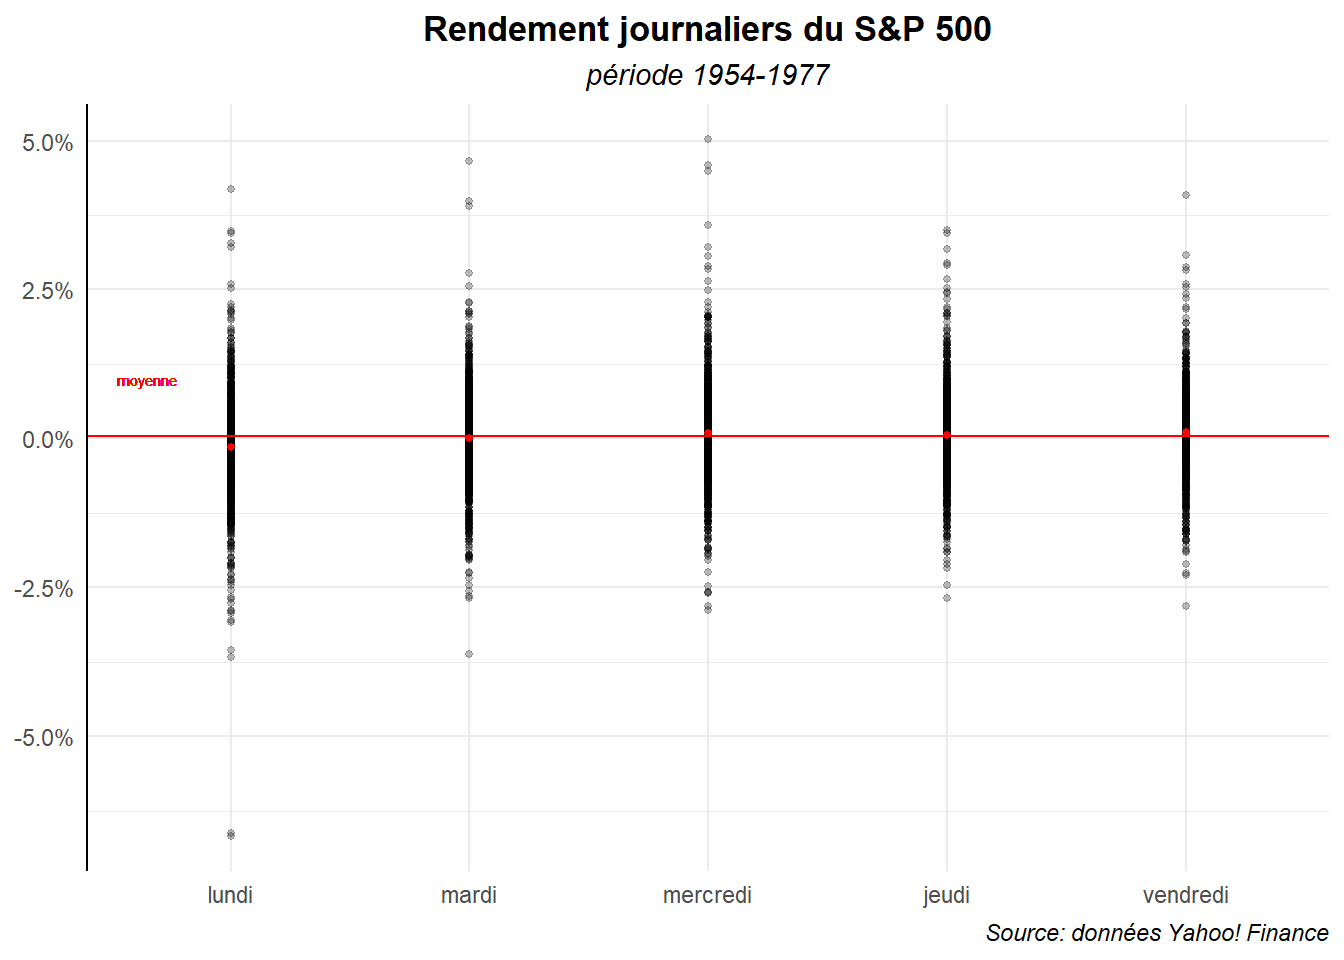 Rendement journaliers du S&P 500
période 1954-1977
5.0%
2.5%
moyenne
0.0%
-2.5%
-5.0%
lundi mardi mercredi jeudi vendredi
Source: données Yahoo! Finance